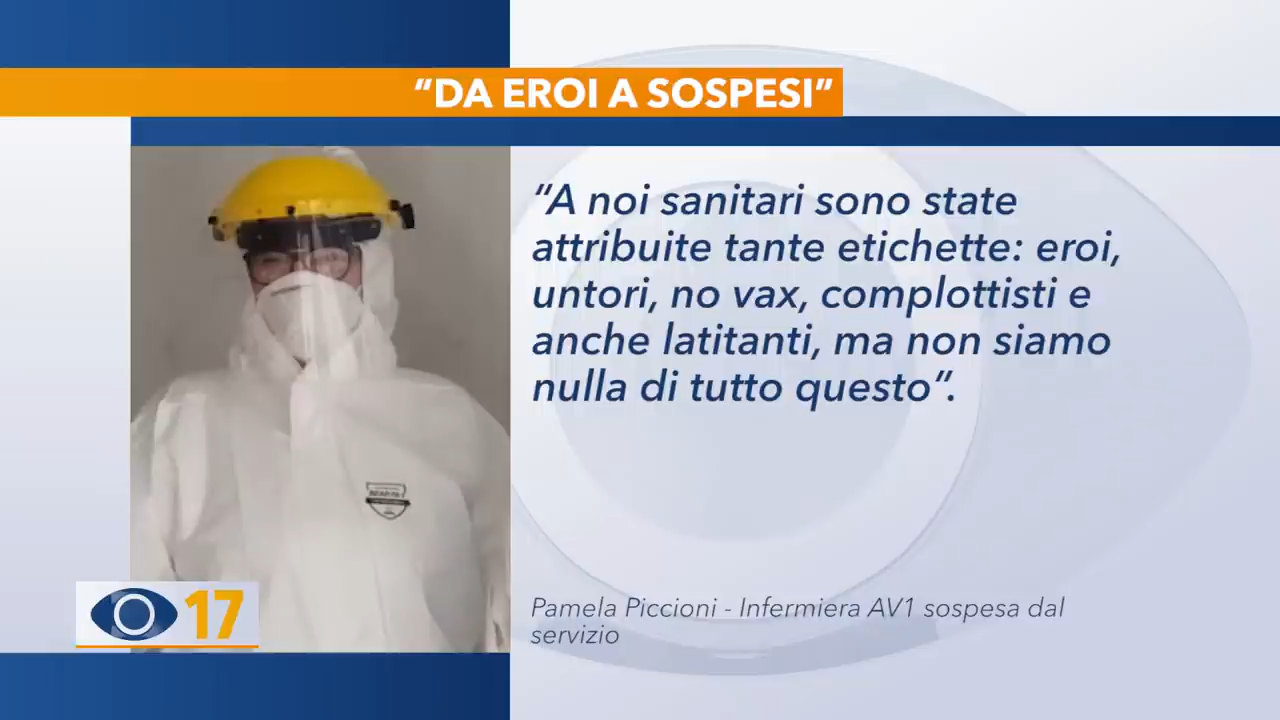 “DA EROI A SOSPESI”
“A noi sanitari sono state
attribuite tante etichette: eroi,
untori, no vax, complottisti e
anche latitanti, ma non siamo
nulla di tutto questo”.
Pamela Piccioni - Infermiera AV1 sospesa dal
servizio
17